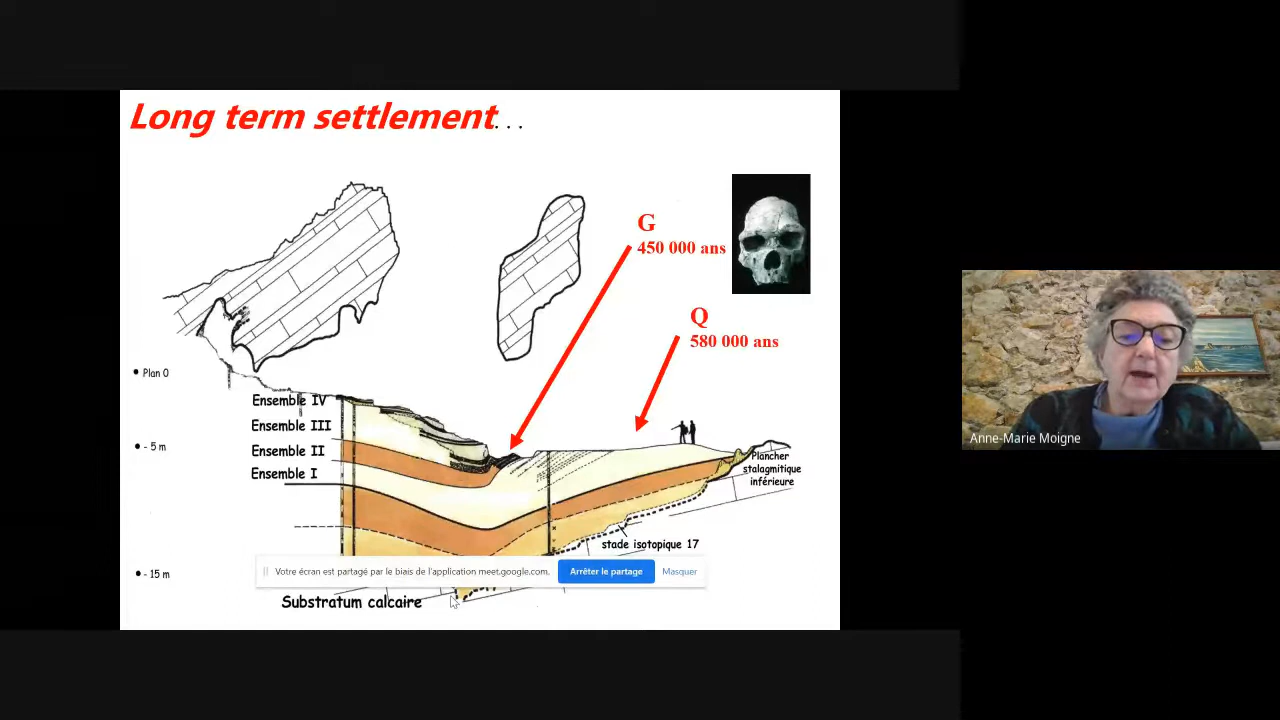 Long term settlement...
G
450 000 ans
Q
580 000 ans
• Plan 0
Ensemble IV
Ensemble III
• - 5 m
Ensemble II
Ensemble I
Plancher
stalagmitique
inférieure
stade isotopique 17
Votre écran est partagé par le biais de l'application meet.google.com.
Arrêter le partage
Masquer
• - 15 m
Substratum calcaire
Anne-Marie Moigne